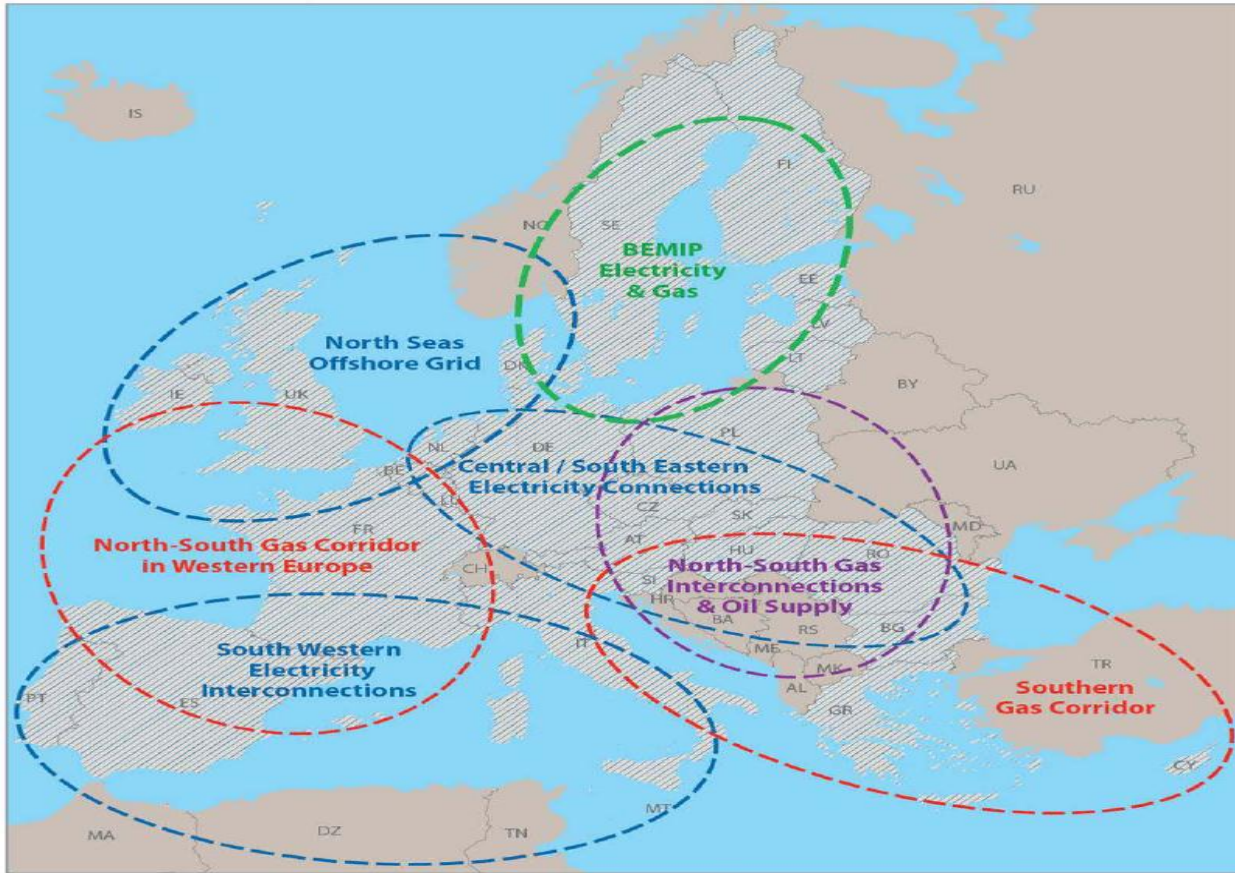 IS
RU
NO
SE
FI
BEMIP
Electricity
& Gas
EE
LV
LT
North Seas
Offshore Grid
DK
IE
UK
BY
NL
DE
PL
BE
Central / South Eastern
Electricity Connections
UA
LU
CZ
SK
FR
AT
HU
MD
RO
North-South Gas Corridor
in Western Europe
CH
SI
North-South Gas
Interconnections
& Oil Supply
HR
BA
RS
BG
IT
ME
MK
AL
TR
South Western
Electricity
Interconnections
PT
ES
Southern
Gas Corridor
GR
CY
MT
MA
DZ
TN